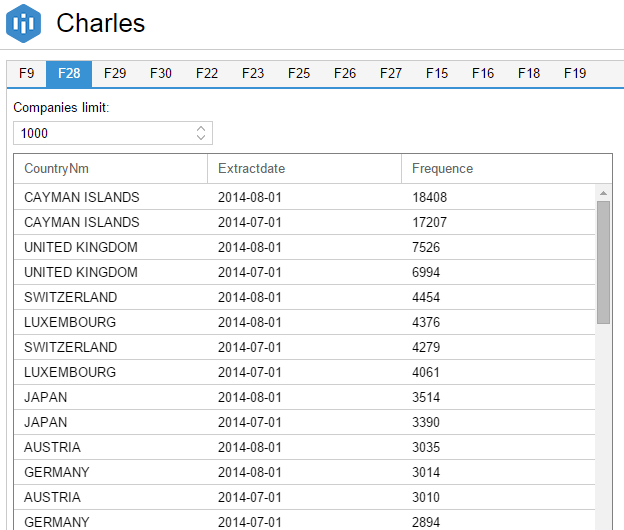 Charles
F9 F28 F29 F30 F22 F23 F25 F26 F27 F15 F16 F18 F19
Companies limit:
1000
CountryNm Extractdate Frequence
CAYMAN ISLANDS 2014-08-01 18408
CAYMAN ISLANDS 2014-07-01 17207
UNITED KINGDOM 2014-08-01 7526
UNITED KINGDOM 2014-07-01 6994
SWITZERLAND 2014-08-01 4454
LUXEMBOURG 2014-08-01 4376
SWITZERLAND 2014-07-01 4279
LUXEMBOURG 2014-07-01 4061
JAPAN 2014-08-01 3514
JAPAN 2014-07-01 3390
AUSTRIA 2014-08-01 3035
GERMANY 2014-08-01 3014
AUSTRIA 2014-07-01 3010
GERMANY 2014-07-01 2894